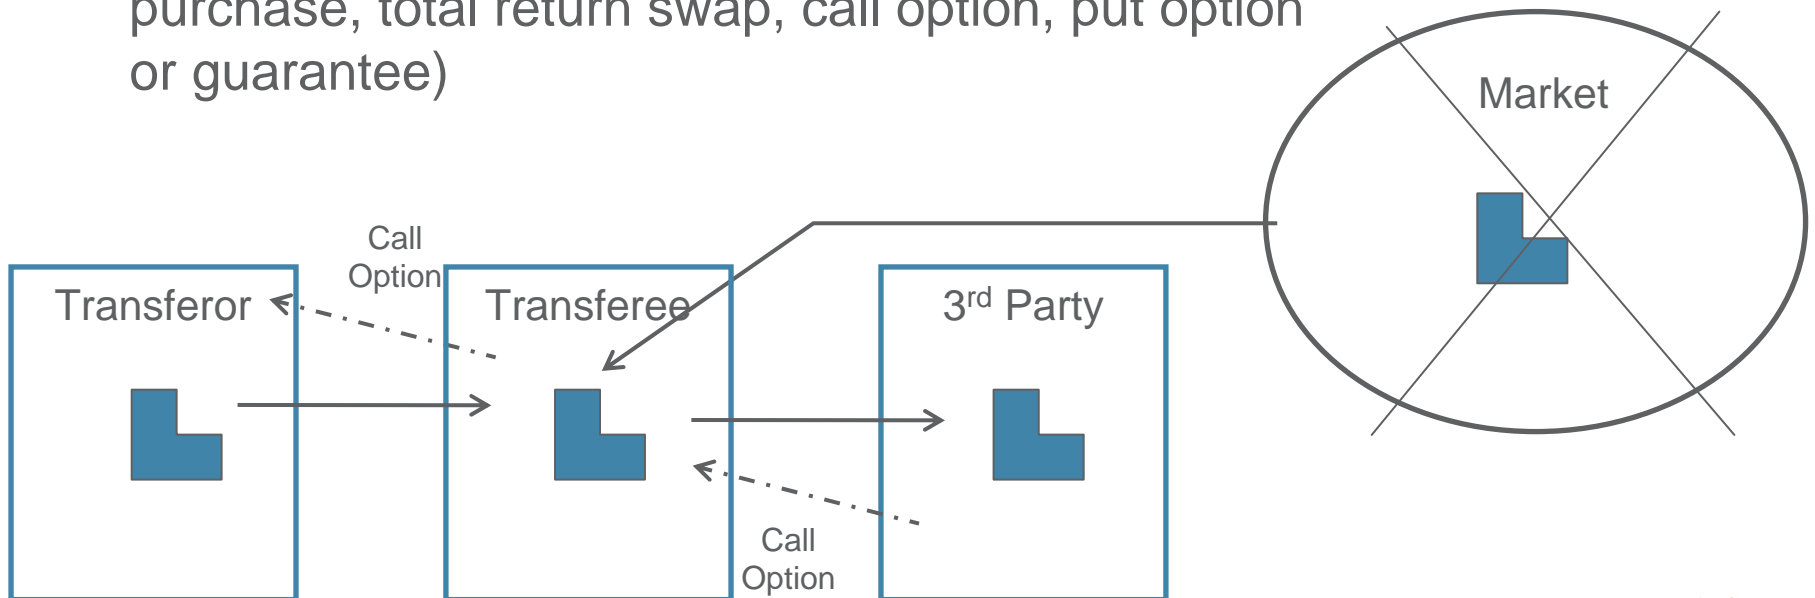 purchase, total return swap, call option, put option
or guarantee)
Market
Call
Option
Transferor
Transferee
3rd Party
Call
Option